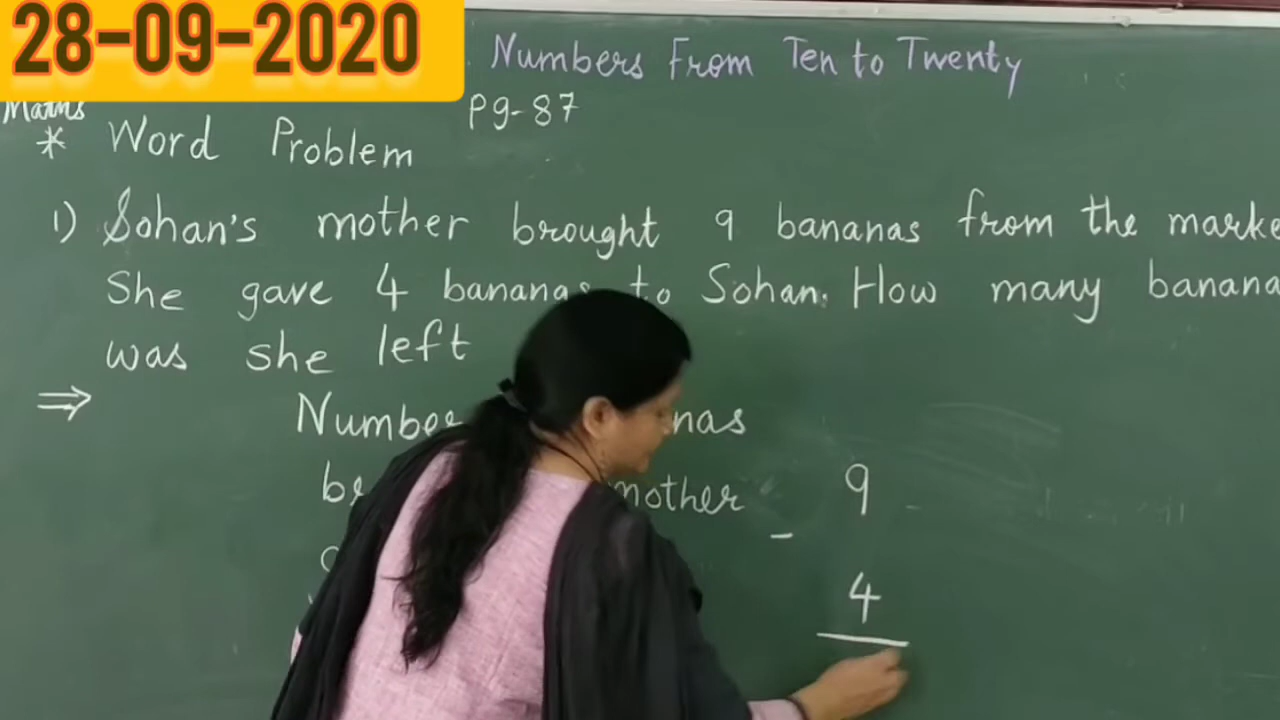 28-09-2020
Numbers From Ten to Twenty
Maths
Pg-87
* Word Problem
1) Sohan's mother brought 9 bananas from the marke
She gave 4 bananas to Sohan. How many banana
was she left
⇒ Number nas
br mother
9
- 4